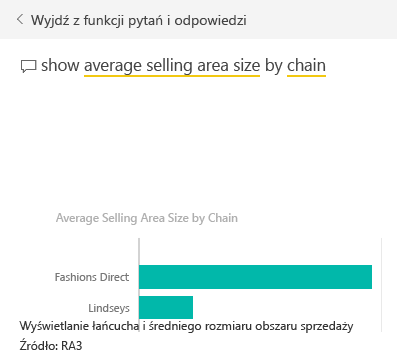 Wyjdź z funkcji pytań i odpowiedzi
show average selling area size by chain
Average Selling Area Size by Chain
Fashions Direct
Lindseys
Wyświetlanie łańcucha i średniego rozmiaru obszaru sprzedaży
Źródło: RA3